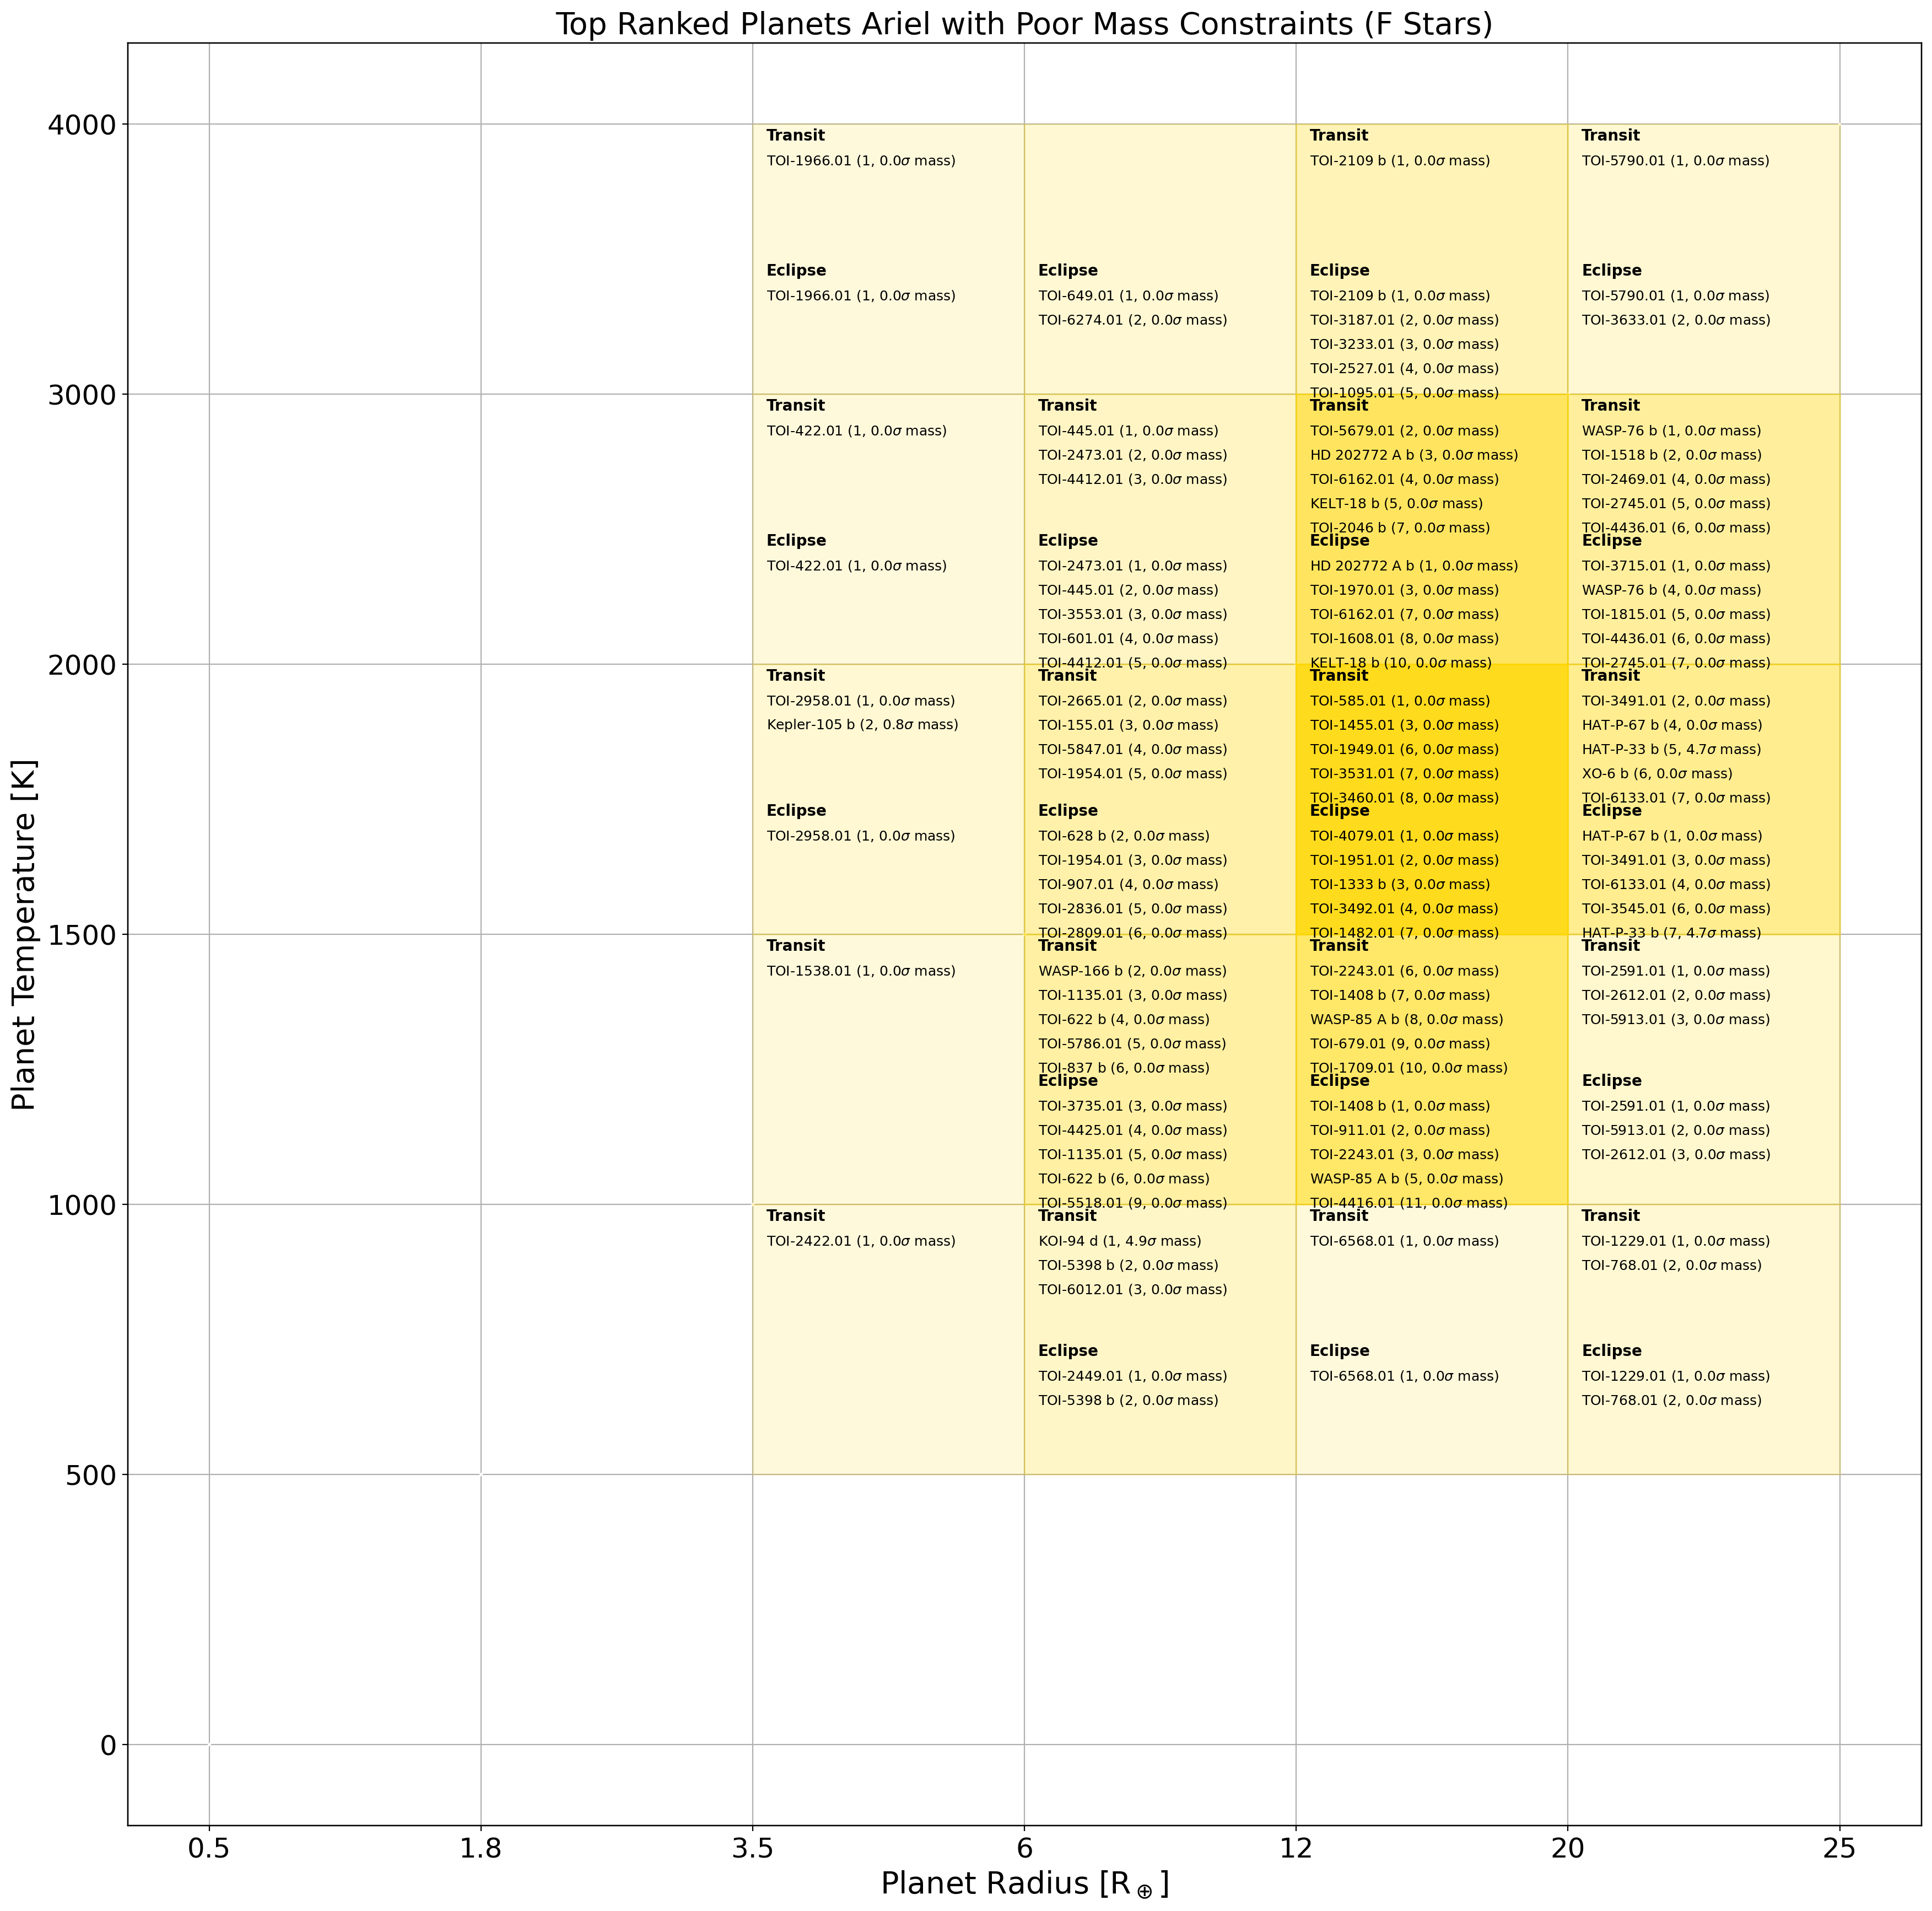 Top Ranked Planets Ariel with Poor Mass Constraints (F Stars)
Planet Temperature [K]
4000
3000
2000
1500
1000
500
0
Transit
TOI-1966.01 (1, 0.0σ mass)
Eclipse
TOI-1966.01 (1, 0.0σ mass)
Eclipse
TOI-649.01 (1, 0.0σ mass)
TOI-6274.01 (2, 0.0σ mass)
Transit
TOI-2109 b (1, 0.0σ mass)
Eclipse
TOI-2109 b (1, 0.0σ mass)
TOI-3187.01 (2, 0.0σ mass)
TOI-3233.01 (3, 0.0σ mass)
TOI-2527.01 (4, 0.0σ mass)
TOI-1095.01 (5, 0.0σ mass)
Transit
TOI-5790.01 (1, 0.0σ mass)
Eclipse
TOI-5790.01 (1, 0.0σ mass)
TOI-3633.01 (2, 0.0σ mass)
Transit
TOI-422.01 (1, 0.0σ mass)
Eclipse
TOI-422.01 (1, 0.0σ mass)
Transit
TOI-445.01 (1, 0.0σ mass)
TOI-2473.01 (2, 0.0σ mass)
TOI-4412.01 (3, 0.0σ mass)
Eclipse
TOI-2473.01 (1, 0.0σ mass)
TOI-445.01 (2, 0.0σ mass)
TOI-3553.01 (3, 0.0σ mass)
TOI-601.01 (4, 0.0σ mass)
TOI-4412.01 (5, 0.0σ mass)
Transit
TOI-5679.01 (2, 0.0σ mass)
HD 202772 A b (3, 0.0σ mass)
TOI-6162.01 (4, 0.0σ mass)
KELT-18 b (5, 0.0σ mass)
TOI-2046 b (7, 0.0σ mass)
Eclipse
HD 202772 A b (1, 0.0σ mass)
TOI-1970.01 (3, 0.0σ mass)
TOI-6162.01 (7, 0.0σ mass)
TOI-1608.01 (8, 0.0σ mass)
KELT-18 b (10, 0.0σ mass)
Transit
WASP-76 b (1, 0.0σ mass)
TOI-1518 b (2, 0.0σ mass)
TOI-2469.01 (4, 0.0σ mass)
TOI-2745.01 (5, 0.0σ mass)
TOI-4436.01 (6, 0.0σ mass)
Eclipse
TOI-3715.01 (1, 0.0σ mass)
WASP-76 b (4, 0.0σ mass)
TOI-1815.01 (5, 0.0σ mass)
TOI-4436.01 (6, 0.0σ mass)
TOI-2745.01 (7, 0.0σ mass)
Transit
TOI-2958.01 (1, 0.0σ mass)
Kepler-105 b (2, 0.8σ mass)
Eclipse
TOI-2958.01 (1, 0.0σ mass)
Transit
TOI-2665.01 (2, 0.0σ mass)
TOI-155.01 (3, 0.0σ mass)
TOI-5847.01 (4, 0.0σ mass)
TOI-1954.01 (5, 0.0σ mass)
Eclipse
TOI-628 b (2, 0.0σ mass)
TOI-1954.01 (3, 0.0σ mass)
TOI-907.01 (4, 0.0σ mass)
TOI-2836.01 (5, 0.0σ mass)
TOI-2809.01 (6, 0.0σ mass)
Transit
TOI-585.01 (1, 0.0σ mass)
TOI-1455.01 (3, 0.0σ mass)
TOI-1949.01 (6, 0.0σ mass)
TOI-3531.01 (7, 0.0σ mass)
TOI-3460.01 (8, 0.0σ mass)
Eclipse
TOI-4079.01 (1, 0.0σ mass)
TOI-1951.01 (2, 0.0σ mass)
TOI-1333 b (3, 0.0σ mass)
TOI-3492.01 (4, 0.0σ mass)
TOI-1482.01 (7, 0.0σ mass)
Transit
TOI-3491.01 (2, 0.0σ mass)
HAT-P-67 b (4, 0.0σ mass)
HAT-P-33 b (5, 4.7σ mass)
XO-6 b (6, 0.0σ mass)
TOI-6133.01 (7, 0.0σ mass)
Eclipse
HAT-P-67 b (1, 0.0σ mass)
TOI-3491.01 (3, 0.0σ mass)
TOI-6133.01 (4, 0.0σ mass)
TOI-3545.01 (6, 0.0σ mass)
HAT-P-33 b (7, 4.7σ mass)
Transit
TOI-1538.01 (1, 0.0σ mass)
Transit
WASP-166 b (2, 0.0σ mass)
TOI-1135.01 (3, 0.0σ mass)
TOI-622 b (4, 0.0σ mass)
TOI-5786.01 (5, 0.0σ mass)
TOI-837 b (6, 0.0σ mass)
Eclipse
TOI-3735.01 (3, 0.0σ mass)
TOI-4425.01 (4, 0.0σ mass)
TOI-1135.01 (5, 0.0σ mass)
TOI-622 b (6, 0.0σ mass)
TOI-5518.01 (9, 0.0σ mass)
Transit
TOI-2243.01 (6, 0.0σ mass)
TOI-1408 b (7, 0.0σ mass)
WASP-85 A b (8, 0.0σ mass)
TOI-679.01 (9, 0.0σ mass)
TOI-1709.01 (10, 0.0σ mass)
Eclipse
TOI-1408 b (1, 0.0σ mass)
TOI-911.01 (2, 0.0σ mass)
TOI-2243.01 (3, 0.0σ mass)
WASP-85 A b (5, 0.0σ mass)
TOI-4416.01 (11, 0.0σ mass)
Transit
TOI-2591.01 (1, 0.0σ mass)
TOI-2612.01 (2, 0.0σ mass)
TOI-5913.01 (3, 0.0σ mass)
Eclipse
TOI-2591.01 (1, 0.0σ mass)
TOI-5913.01 (2, 0.0σ mass)
TOI-2612.01 (3, 0.0σ mass)
Transit
TOI-2422.01 (1, 0.0σ mass)
Transit
KOI-94 d (1, 4.9σ mass)
TOI-5398 b (2, 0.0σ mass)
TOI-6012.01 (3, 0.0σ mass)
Eclipse
TOI-2449.01 (1, 0.0σ mass)
TOI-5398 b (2, 0.0σ mass)
Transit
TOI-6568.01 (1, 0.0σ mass)
Eclipse
TOI-6568.01 (1, 0.0σ mass)
Transit
TOI-1229.01 (1, 0.0σ mass)
TOI-768.01 (2, 0.0σ mass)
Eclipse
TOI-1229.01 (1, 0.0σ mass)
TOI-768.01 (2, 0.0σ mass)
0.5 1.8 3.5 6 12 20 25
Planet Radius [R⊕]